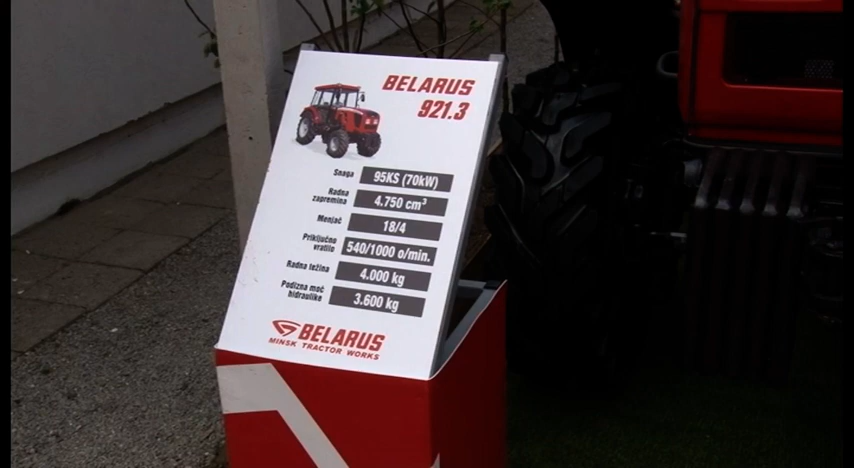 BELARUS
921.3
Snaga 95KS (70kW)
Radna
zapremina 4.750 cm³
Menjač 18/4
Priključno
vratilo 540/1000 o/min.
Radna težina 4.000 kg
Podizna moć
hidraulike 3.600 kg
BELARUS
MINSK TRACTOR WORKS